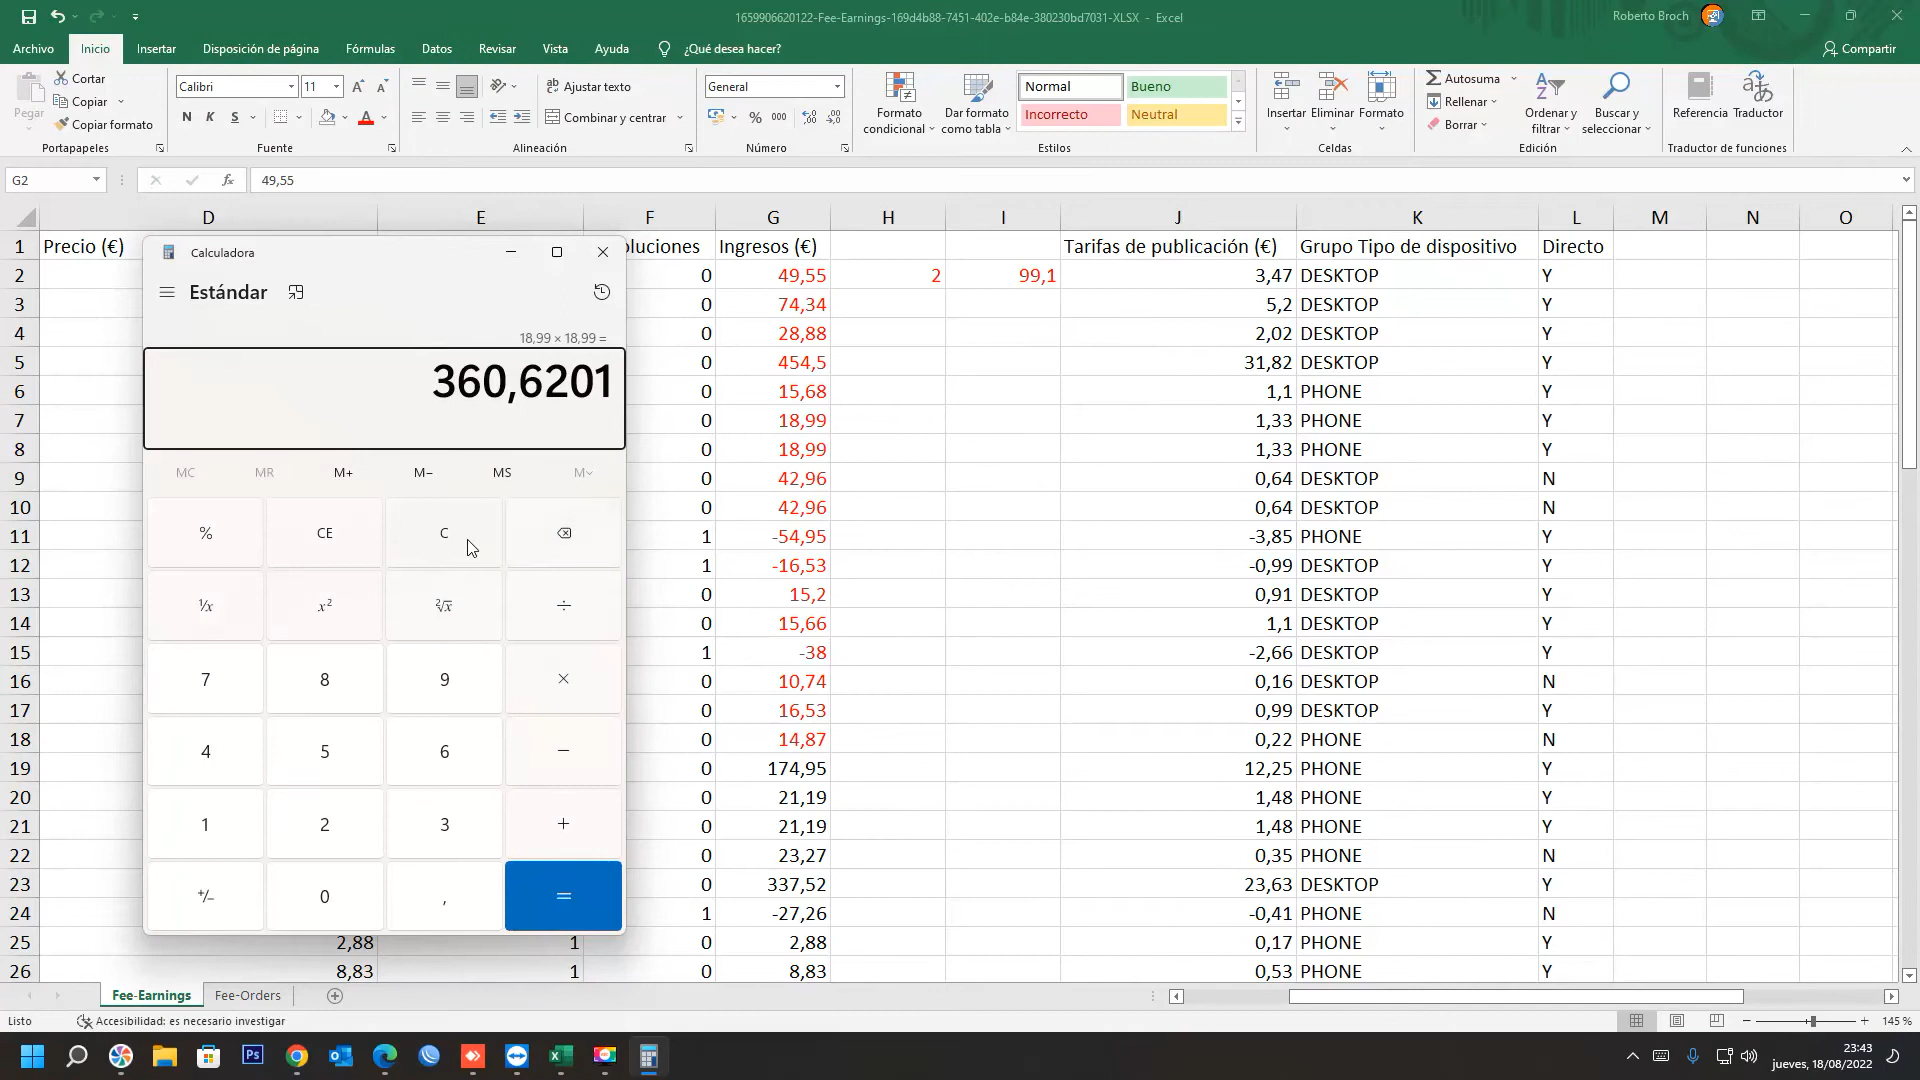 1659906620122-Fee-Earnings-169d4b88-7451-402e-b84e-380230bd7031-XLSX - Excel
Roberto Broch
Archivo Inicio Insertar Disposición de página Fórmulas Datos Revisar Vista Ayuda ¿Qué desea hacer? Compartir
Pegar
Cortar
Copiar
Copiar formato
Portapapeles
Calibri 11
N K S
Fuente
Ajustar texto
Combinar y centrar
Alineación
General
% 000
Número
Formato condicional
Dar formato como tabla
Normal Bueno
Incorrecto Neutral
Estilos
Insertar Eliminar Formato
Celdas
Autosuma
Rellenar
Borrar
Ordenar y filtrar
Buscar y seleccionar
Edición
Referencia Traductor
Traductor de funciones
G2 fx 49,55
D E F G H I J K L M N O
1 Precio (€) oluciones Ingresos (€) Tarifas de publicación (€) Grupo Tipo de dispositivo Directo
2 0 49,55 2 99,1 3,47 DESKTOP Y
3 0 74,34 5,2 DESKTOP Y
4 0 28,88 2,02 DESKTOP Y
5 0 454,5 31,82 DESKTOP Y
6 0 15,68 1,1 PHONE Y
7 0 18,99 1,33 PHONE Y
8 0 18,99 1,33 PHONE Y
9 0 42,96 0,64 DESKTOP N
10 0 42,96 0,64 DESKTOP N
11 1 -54,95 -3,85 PHONE Y
12 1 -16,53 -0,99 DESKTOP Y
13 0 15,2 0,91 DESKTOP Y
14 0 15,66 1,1 DESKTOP Y
15 1 -38 -2,66 DESKTOP Y
16 0 10,74 0,16 DESKTOP N
17 0 16,53 0,99 DESKTOP Y
18 0 14,87 0,22 PHONE N
19 0 174,95 12,25 PHONE Y
20 0 21,19 1,48 PHONE Y
21 0 21,19 1,48 PHONE Y
22 0 23,27 0,35 PHONE N
23 0 337,52 23,63 DESKTOP Y
24 1 -27,26 -0,41 PHONE N
25 2,88 1 0 2,88 0,17 PHONE Y
26 8,83 1 0 8,83 0,53 PHONE Y
Calculadora
Estándar
18,99 × 18,99 =
360,6201
MC MR M+ M− MS M
% CE C
¹/x x² ²√x ÷
7 8 9 ×
4 5 6 −
1 2 3 +
+/− 0 , =
Fee-Earnings Fee-Orders
Listo Accesibilidad: es necesario investigar 145 %
Ps
23:43
jueves, 18/08/2022